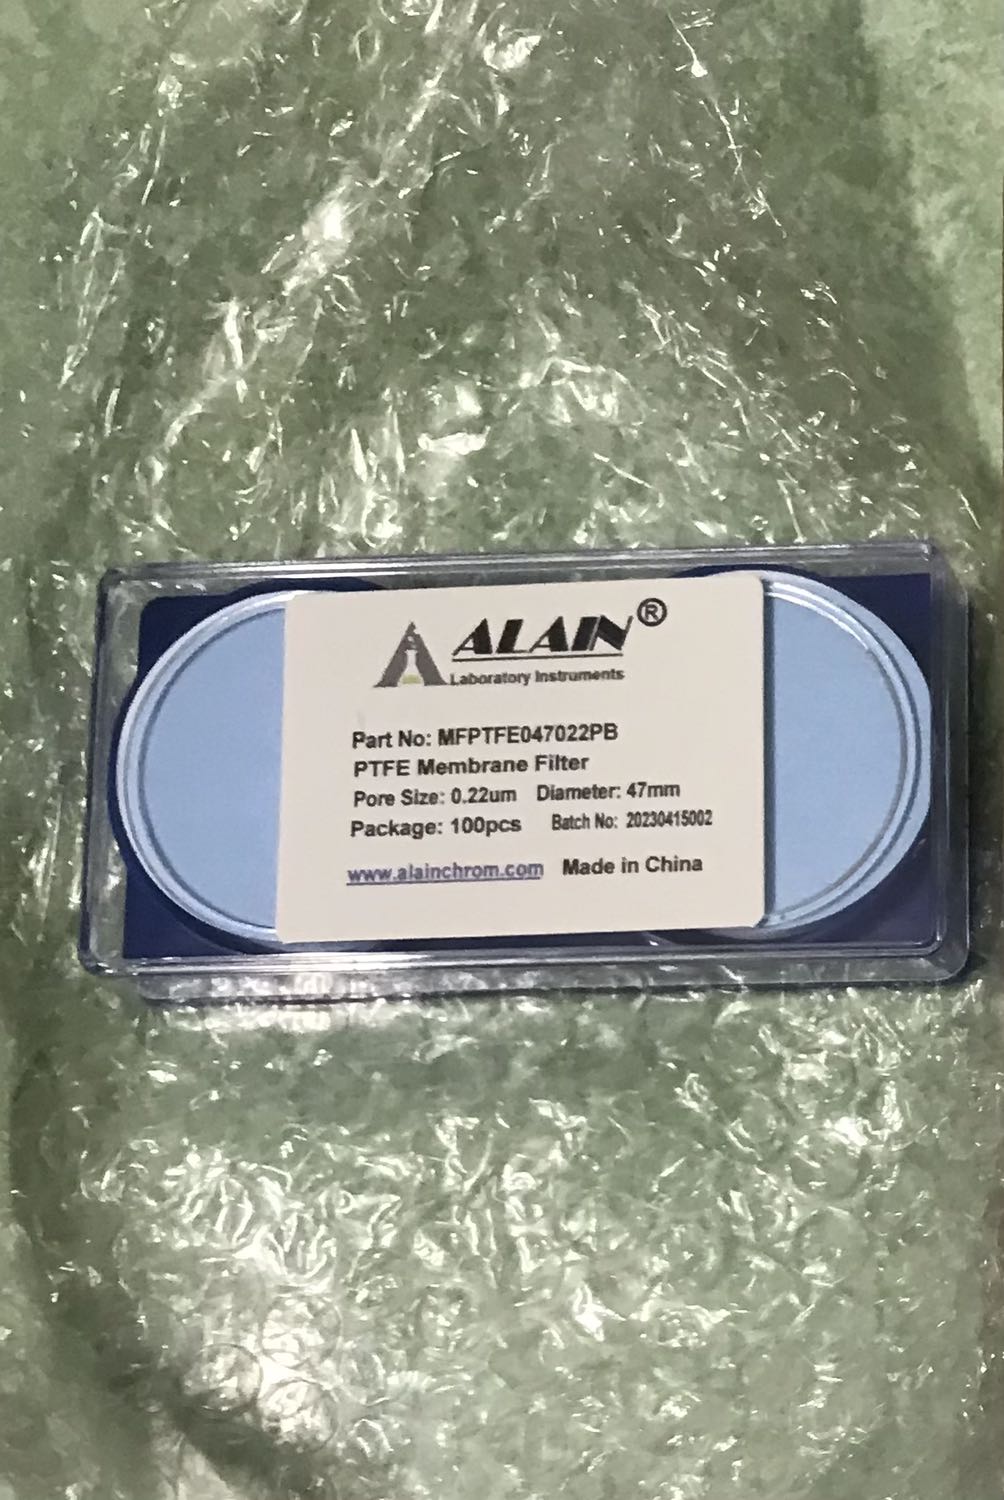 ALAIN®
Laboratory Instruments
Part No: MFPTFE047022PB
PTFE Membrane Filter
Pore Size: 0.22um Diameter: 47mm
Package: 100pcs Batch No: 20230415002
www.alainchrom.com Made in China